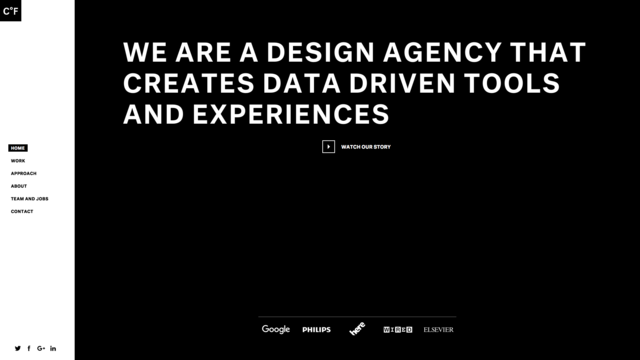 C°F
HOME
WORK
APPROACH
ABOUT
TEAM AND JOBS
CONTACT
WE ARE A DESIGN AGENCY THAT
CREATES DATA DRIVEN TOOLS
AND EXPERIENCES
WATCH OUR STORY
Google PHILIPS here WIRED ELSEVIER
f G+ in